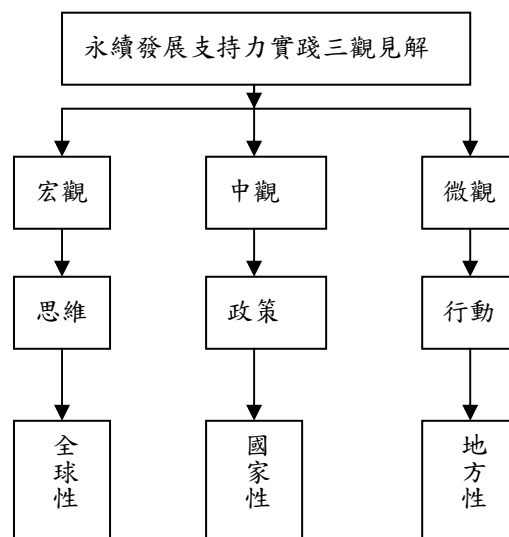 永續發展支持力實踐三觀見解
宏觀
中觀
微觀
思維
政策
行動
全球性
國家性
地方性